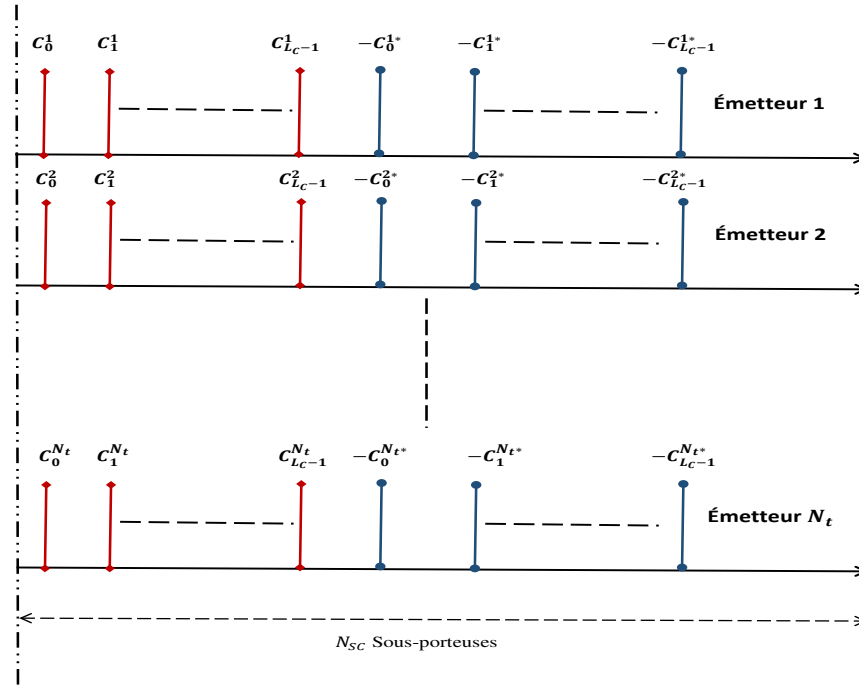 $C_0^1$ $C_1^1$ $C_{L_C-1}^1$ $-C_0^{1*}$ $-C_1^{1*}$ $-C_{L_C-1}^{1*}$
Émetteur 1
$C_0^2$ $C_1^2$ $C_{L_C-1}^2$ $-C_0^{2*}$ $-C_1^{2*}$ $-C_{L_C-1}^{2*}$
Émetteur 2
$C_0^{N_t}$ $C_1^{N_t}$ $C_{L_C-1}^{N_t}$ $-C_0^{N_t*}$ $-C_1^{N_t*}$ $-C_{L_C-1}^{N_t*}$
Émetteur $N_t$
$N_{SC}$ Sous-porteuses